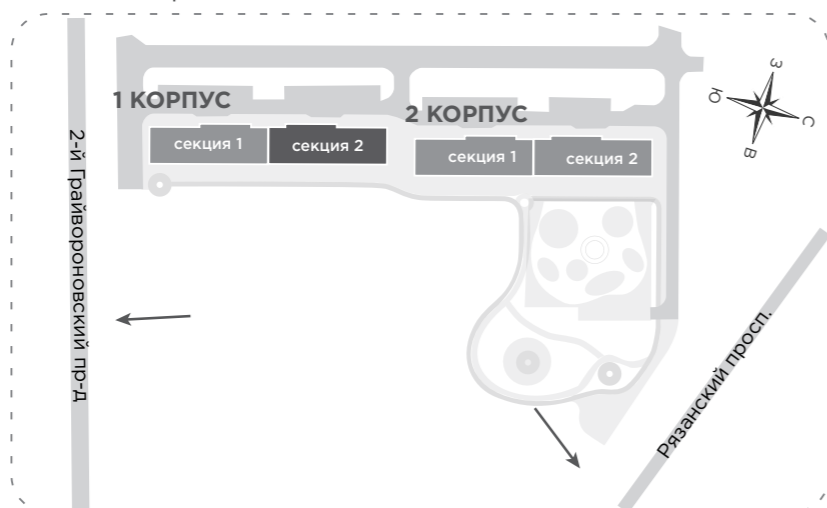 1 КОРПУС
секция 1
секция 2
2 КОРПУС
секция 1
секция 2
З
Ю
С
В
2-й Грайвороновский пр-д
Рязанский просп.